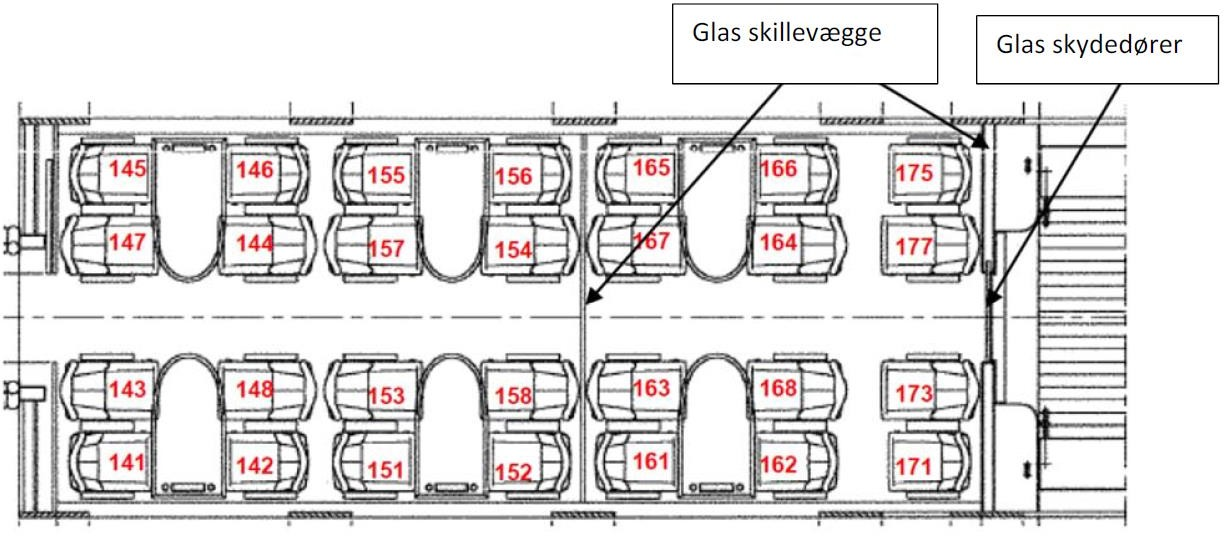 Glas skillevægge
Glas skydedører
145 146 155 156 165 166 175
147 144 157 154 167 164 177
143 148 153 158 163 168 173
141 142 151 152 161 162 171